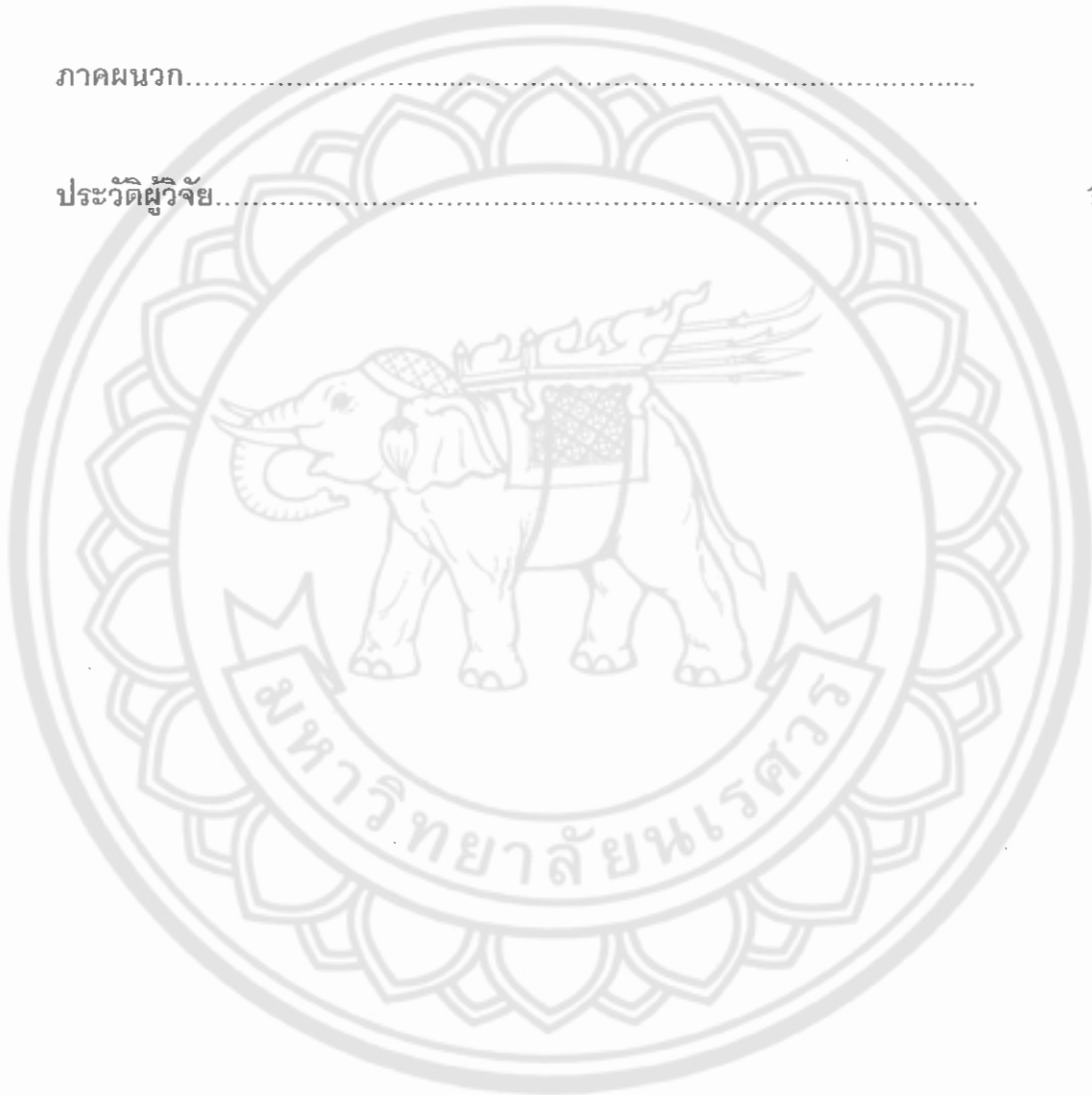 ภาคผนวก................................................................................
ประวัติผู้วิจัย................................................................................
มหาวิทยาลัยนเรศวร